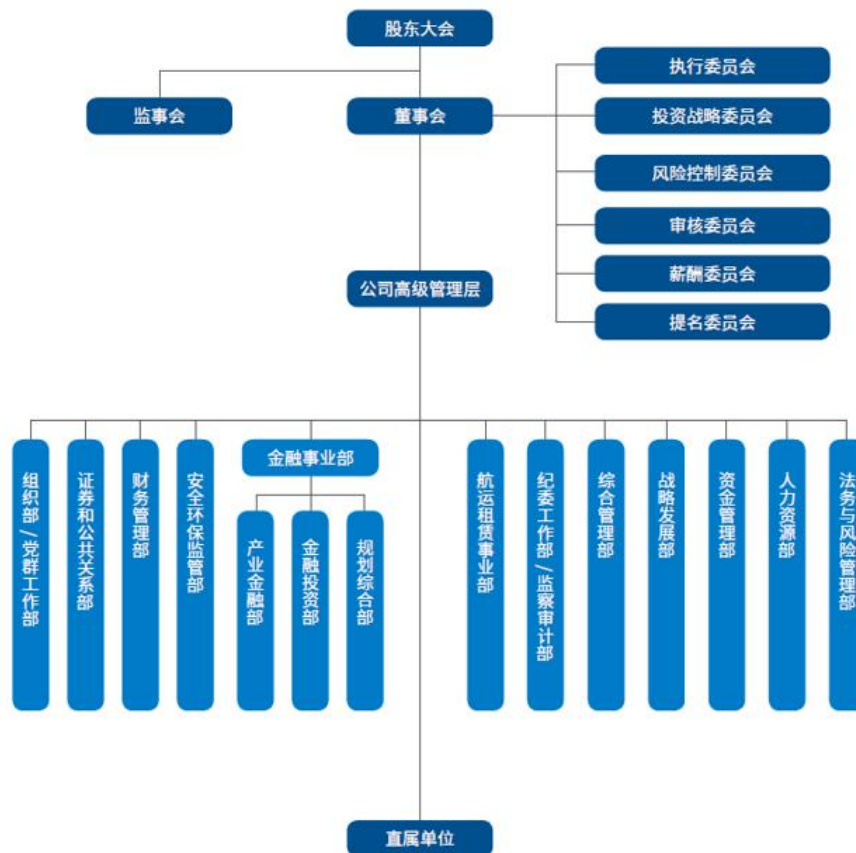 股东大会
监事会
董事会
执行委员会
投资战略委员会
风险控制委员会
审核委员会
薪酬委员会
提名委员会
公司高级管理层
组织部/党群工作部
证券和公共关系部
财务管理部
安全环保监管部
金融事业部
产业金融部
金融投资部
规划综合部
航运租赁事业部
纪委工作部/监察审计部
综合管理部
战略发展部
资金管理部
人力资源部
法务与风险管理部
直属单位